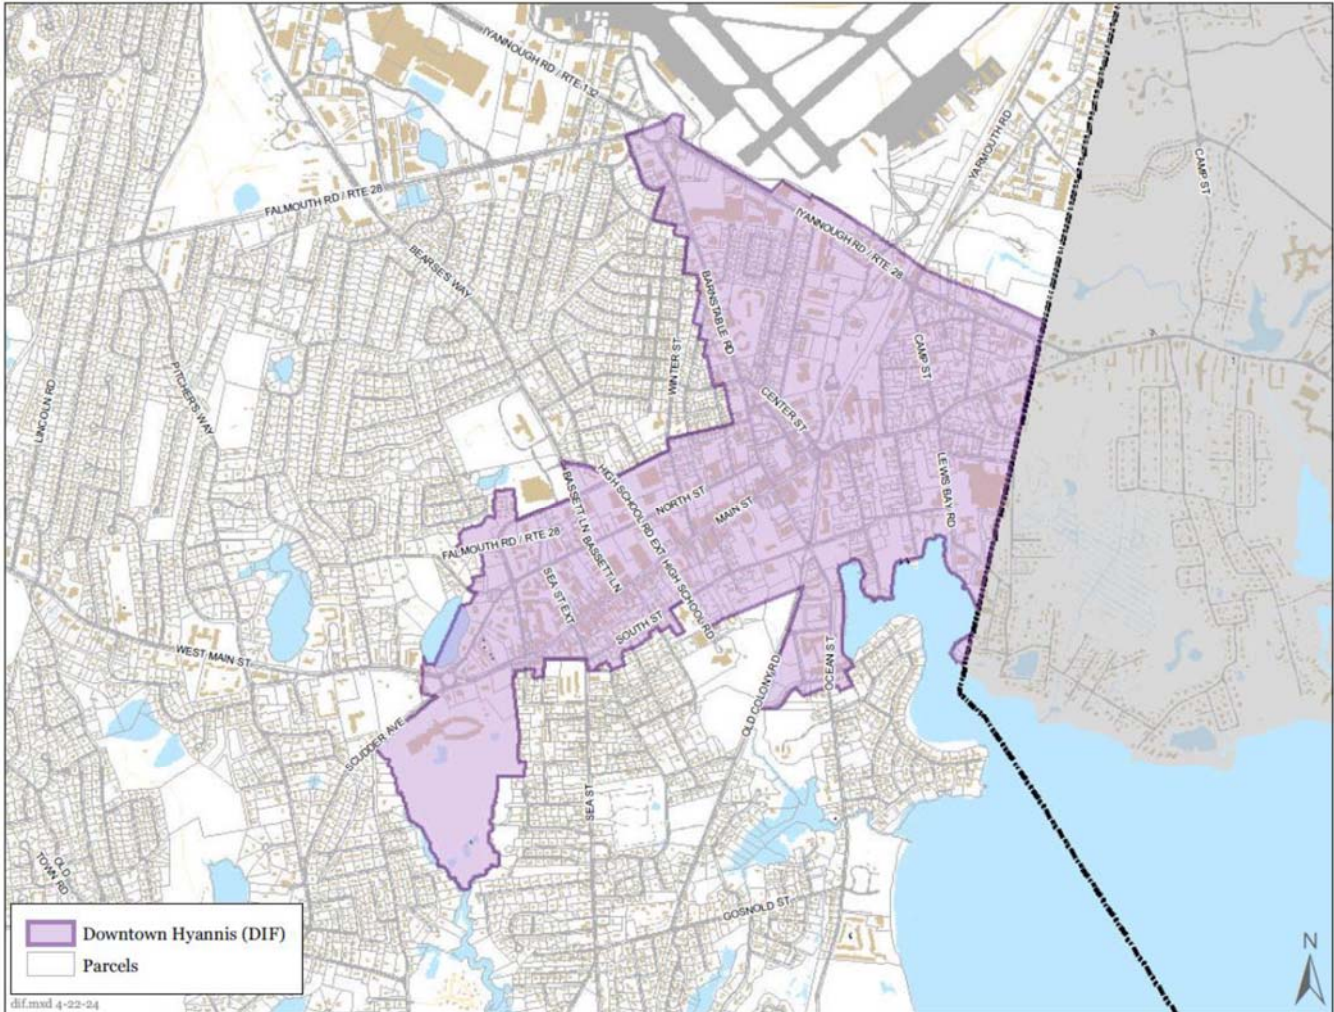 IYANNOUGH RD / RTE 132
YARMOUTH RD
CAMP ST
FALMOUTH RD / RTE 28
IYANNOUGH RD / RTE 28
BEARSE'S WAY
BARNSTABLE RD
WINTER ST
CAMP ST
PITCHER'S WAY
LINCOLN RD
CENTER ST
LEWIS BAY RD
HIGH SCHOOL RD EXT
BASSETT LN
NORTH ST
MAIN ST
FALMOUTH RD / RTE 28
BASSETT LN
SEA ST EXT
HIGH SCHOOL RD
SOUTH ST
WEST MAIN ST
OCEAN ST
OLD COLONY RD
SCUDDER AVE
SEA ST
OLD
TOWN RD
GOSNOLD ST
Downtown Hyannis (DIF)
Parcels
N
dif.mxd 4-22-24